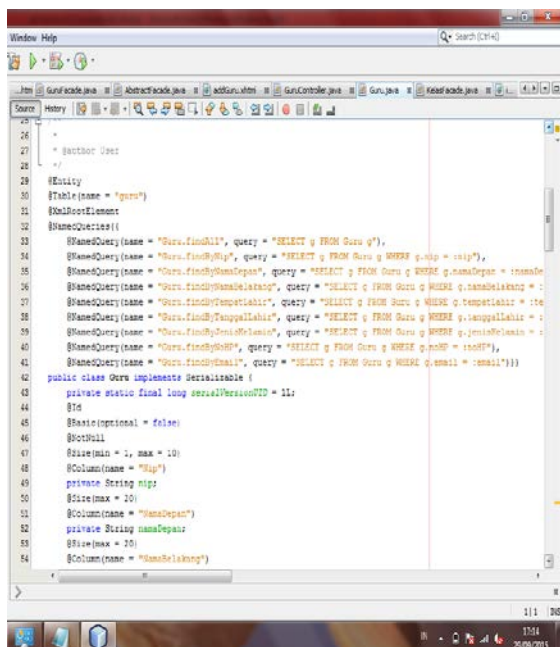 Window Help
Search (Ctrl+I)
...html GuruFacade.java AbstractFacade.java addGuru.xhtml GuruController.java Guru.java KelasFacade.java
Source History
25 /**
26 *
27 * @author User
28 */
29 @Entity
30 @Table(name = "guru")
31 @XmlRootElement
32 @NamedQueries({
33 @NamedQuery(name = "Guru.findAll", query = "SELECT g FROM Guru g"),
34 @NamedQuery(name = "Guru.findByNip", query = "SELECT g FROM Guru g WHERE g.nip = :nip"),
35 @NamedQuery(name = "Guru.findByNamaDepan", query = "SELECT g FROM Guru g WHERE g.namaDepan = :namaDe
36 @NamedQuery(name = "Guru.findByNamaBelakang", query = "SELECT g FROM Guru g WHERE g.namaBelakang = :
37 @NamedQuery(name = "Guru.findByTempatlahir", query = "SELECT g FROM Guru g WHERE g.tempatlahir = :te
38 @NamedQuery(name = "Guru.findByTanggalLahir", query = "SELECT g FROM Guru g WHERE g.tanggalLahir = :
39 @NamedQuery(name = "Guru.findByJenisKelamin", query = "SELECT g FROM Guru g WHERE g.jenisKelamin = :
40 @NamedQuery(name = "Guru.findByNoHP", query = "SELECT g FROM Guru g WHERE g.noHP = :noHP"),
41 @NamedQuery(name = "Guru.findByEmail", query = "SELECT g FROM Guru g WHERE g.email = :email")})
42 public class Guru implements Serializable {
43 private static final long serialVersionUID = 1L;
44 @Id
45 @Basic(optional = false)
46 @NotNull
47 @Size(min = 1, max = 10)
48 @Column(name = "Nip")
49 private String nip;
50 @Size(max = 20)
51 @Column(name = "NamaDepan")
52 private String namaDepan;
53 @Size(max = 20)
54 @Column(name = "NamaBelakang")
1|1 INS
IN 17:14
29/09/2015